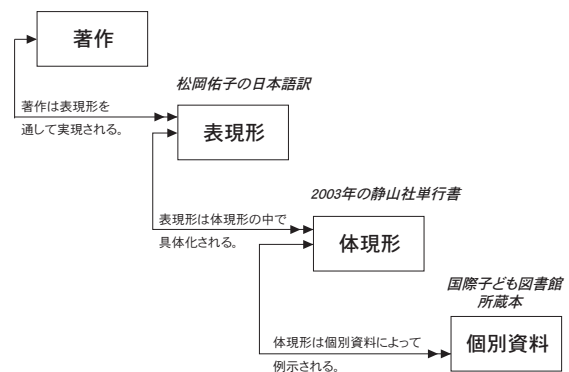 著作
松岡佑子の日本語訳
著作は表現形を
通して実現される。
表現形
2003年の静山社単行書
表現形は体現形の中で
具体化される。
体現形
国際子ども図書館
所蔵本
個別資料
体現形は個別資料によって
例示される。